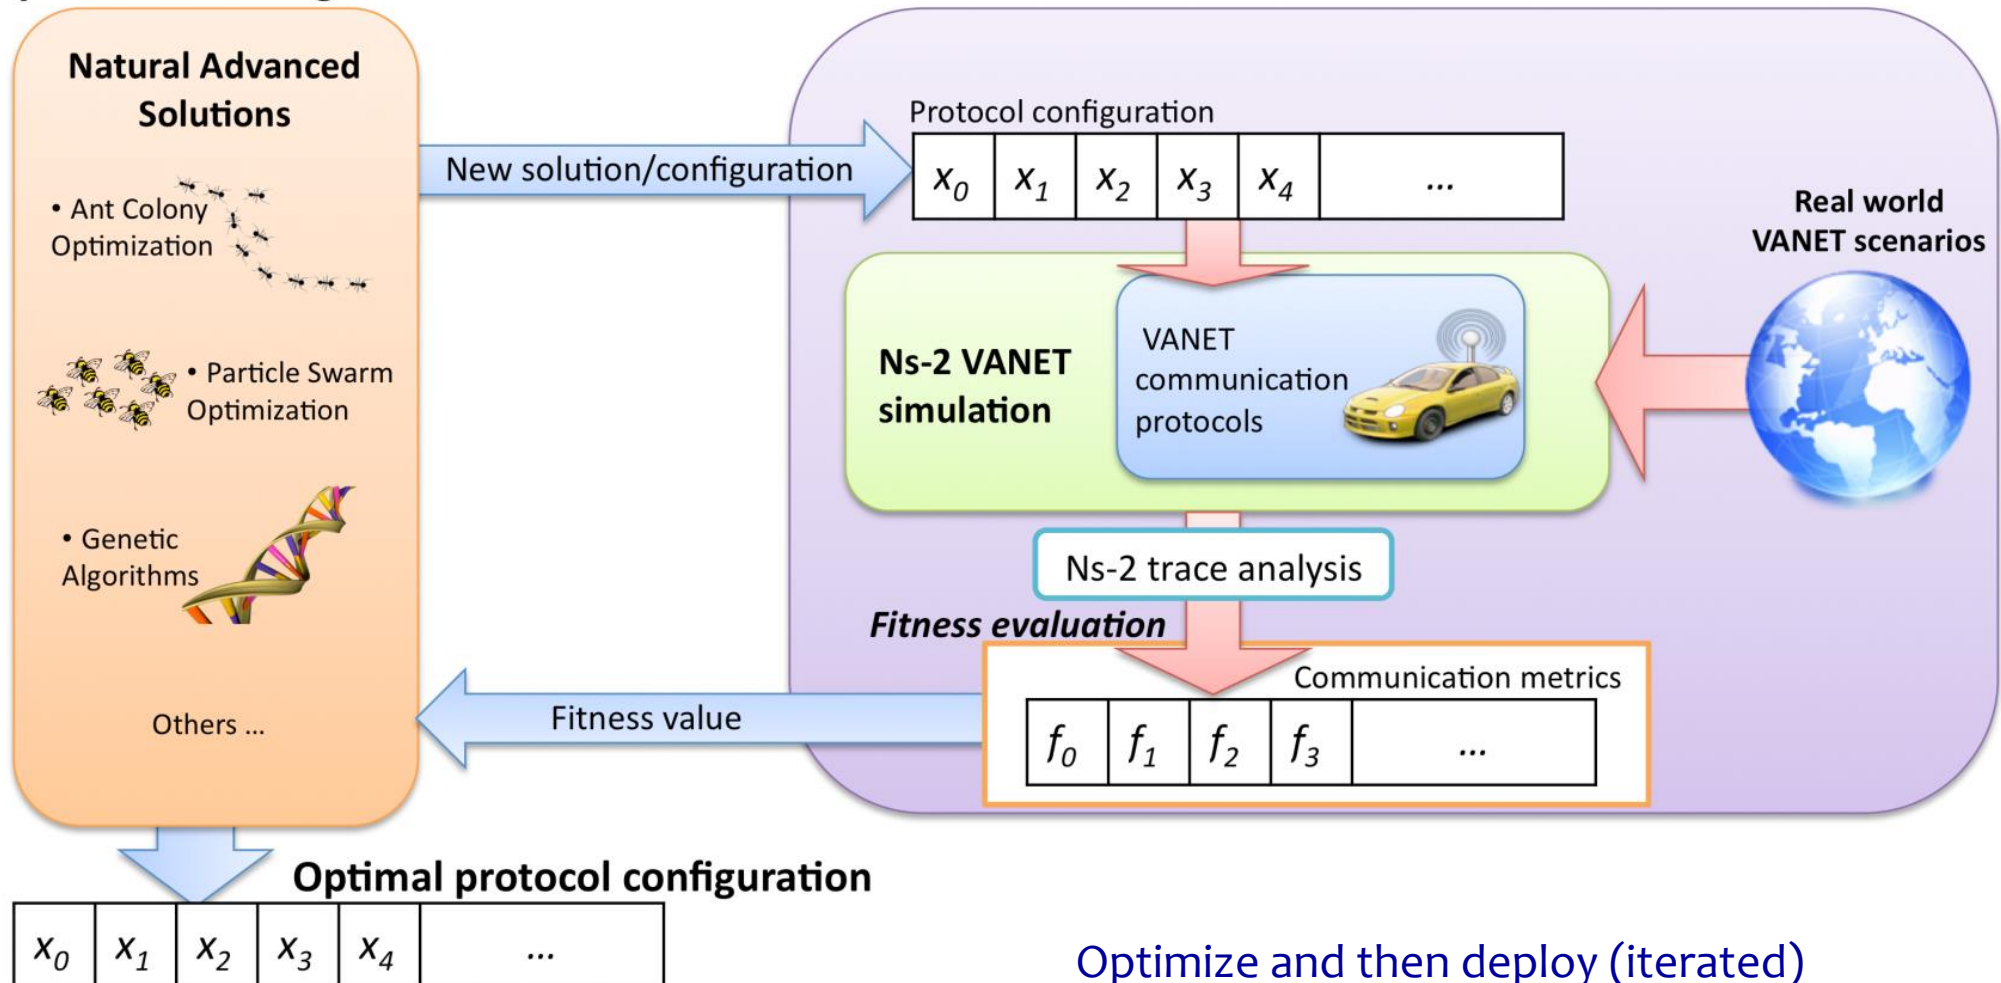 Natural Advanced
Solutions
• Ant Colony
Optimization
• Particle Swarm
Optimization
• Genetic
Algorithms
Others ...
New solution/configuration
Protocol configuration
x0 x1 x2 x3 x4 ...
Real world
VANET scenarios
Ns-2 VANET
simulation
VANET
communication
protocols
Ns-2 trace analysis
Fitness evaluation
Communication metrics
f0 f1 f2 f3 ...
Fitness value
Optimal protocol configuration
x0 x1 x2 x3 x4 ...
Optimize and then deploy (iterated)